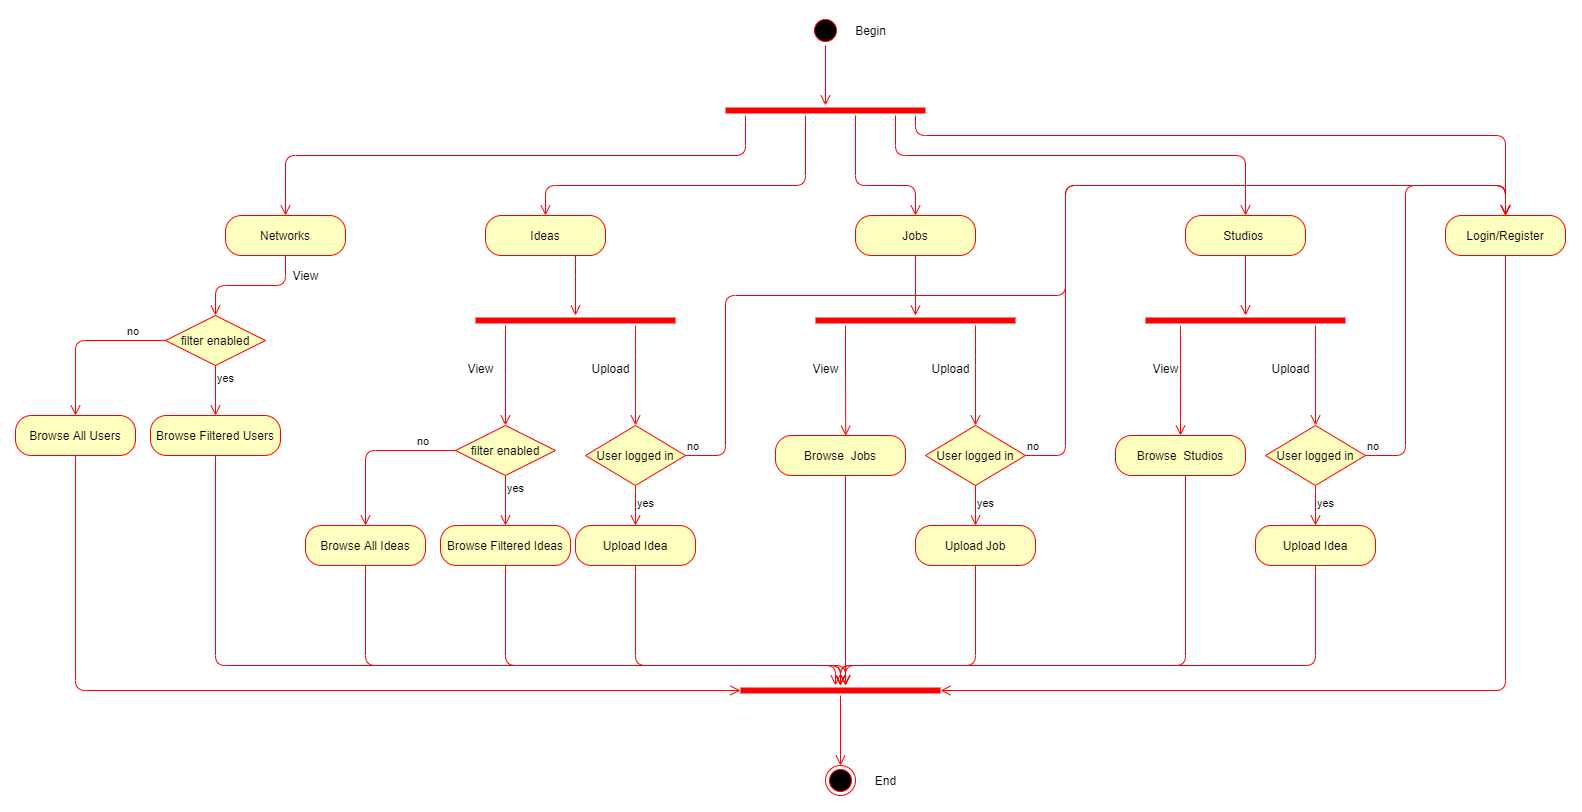 Begin
Networks
Ideas
Jobs
Studios
Login/Register
View
filter enabled
no
yes
Browse All Users
Browse Filtered Users
View
Upload
View
Upload
View
Upload
filter enabled
no
yes
User logged in
no
yes
Browse  Jobs
User logged in
no
yes
Browse  Studios
User logged in
no
yes
Browse All Ideas
Browse Filtered Ideas
Upload Idea
Upload Job
Upload Idea
End